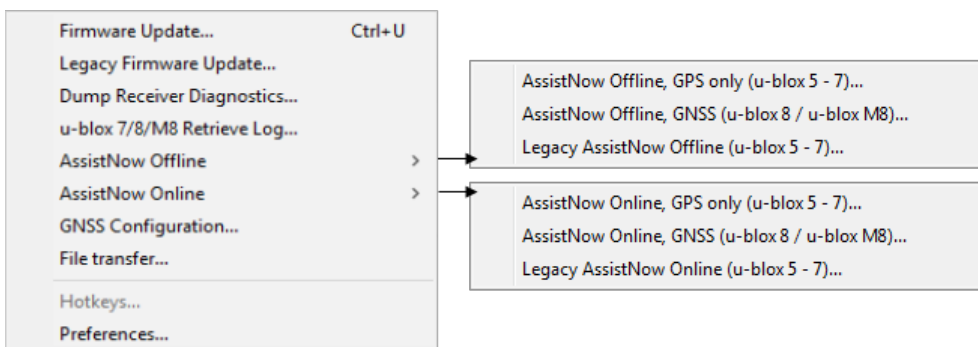 Firmware Update... Ctrl+U
Legacy Firmware Update...
Dump Receiver Diagnostics...
u-blox 7/8/M8 Retrieve Log...
AssistNow Offline >
AssistNow Online >
GNSS Configuration...
File transfer...
Hotkeys...
Preferences...
AssistNow Offline, GPS only (u-blox 5 - 7)...
AssistNow Offline, GNSS (u-blox 8 / u-blox M8)...
Legacy AssistNow Offline (u-blox 5 - 7)...
AssistNow Online, GPS only (u-blox 5 - 7)...
AssistNow Online, GNSS (u-blox 8 / u-blox M8)...
Legacy AssistNow Online (u-blox 5 - 7)...